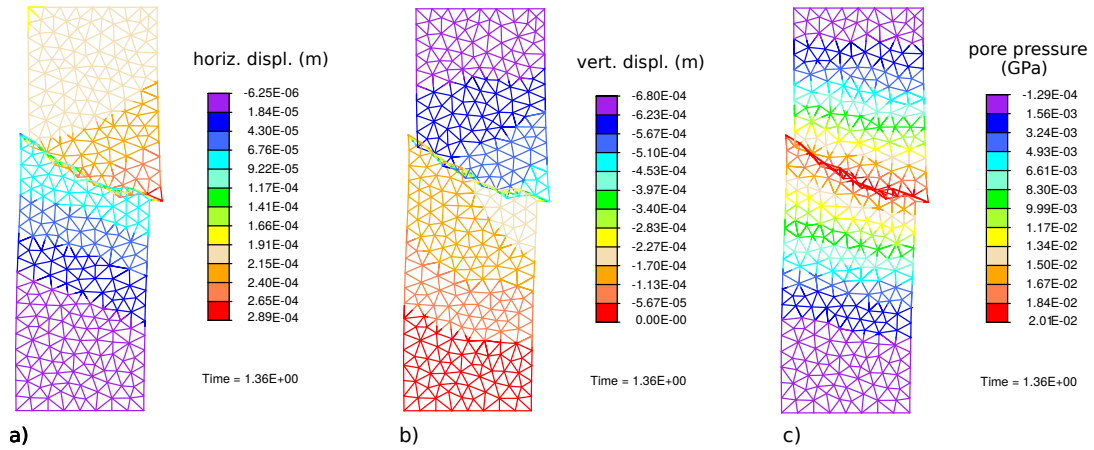 horiz. displ. (m)
-6.25E-06
1.84E-05
4.30E-05
6.76E-05
9.22E-05
1.17E-04
1.41E-04
1.66E-04
1.91E-04
2.15E-04
2.40E-04
2.65E-04
2.89E-04
Time = 1.36E+00
a)
vert. displ. (m)
-6.80E-04
-6.23E-04
-5.67E-04
-5.10E-04
-4.53E-04
-3.97E-04
-3.40E-04
-2.83E-04
-2.27E-04
-1.70E-04
-1.13E-04
-5.67E-05
0.00E+00
Time = 1.36E+00
b)
pore pressure
(GPa)
-1.29E-04
1.56E-03
3.24E-03
4.93E-03
6.61E-03
8.30E-03
9.99E-03
1.17E-02
1.34E-02
1.50E-02
1.67E-02
1.84E-02
2.01E-02
Time = 1.36E+00
c)